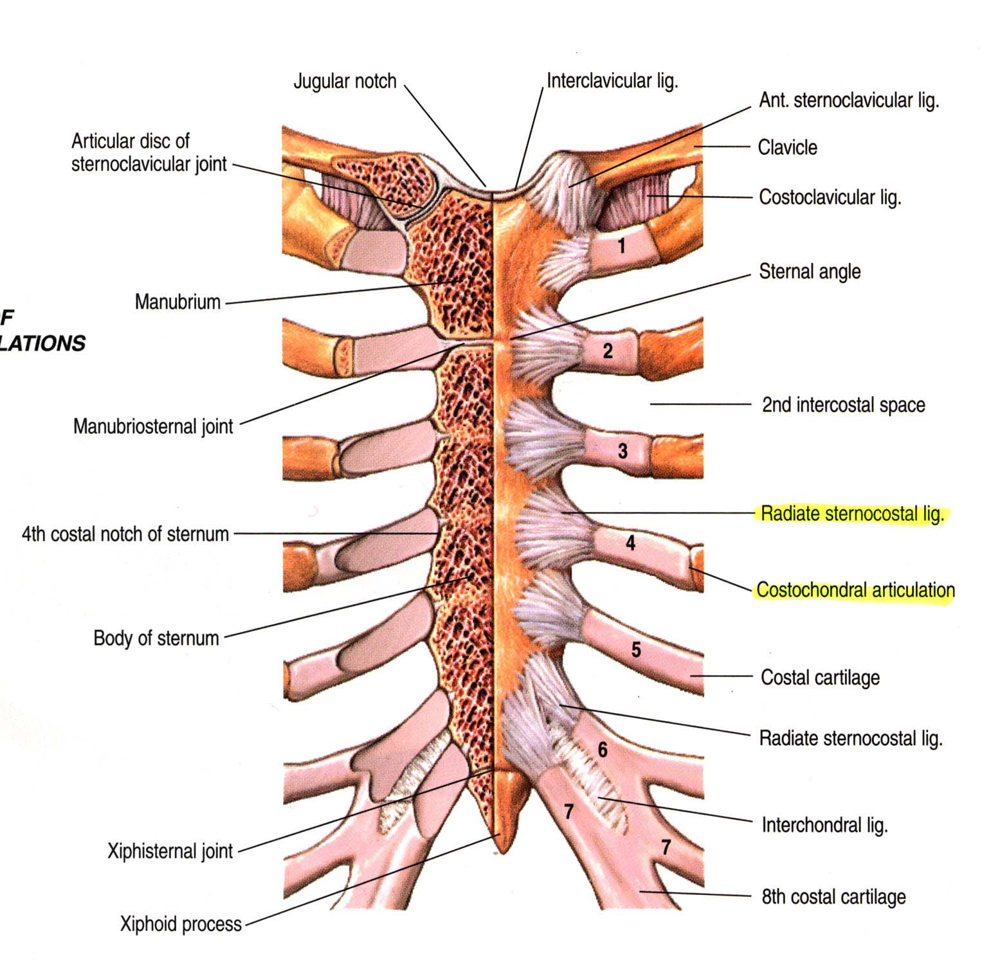 Jugular notch
Interclavicular lig.
Ant. sternoclavicular lig.
Articular disc of
sternoclavicular joint
Clavicle
Costoclavicular lig.
1
Sternal angle
Manubrium
OF
LATIONS
2
2nd intercostal space
Manubriosternal joint
3
Radiate sternocostal lig.
4th costal notch of sternum
4
Costochondral articulation
Body of sternum
5
Costal cartilage
Radiate sternocostal lig.
6
7
Interchondral lig.
Xiphisternal joint
7
8th costal cartilage
Xiphoid process